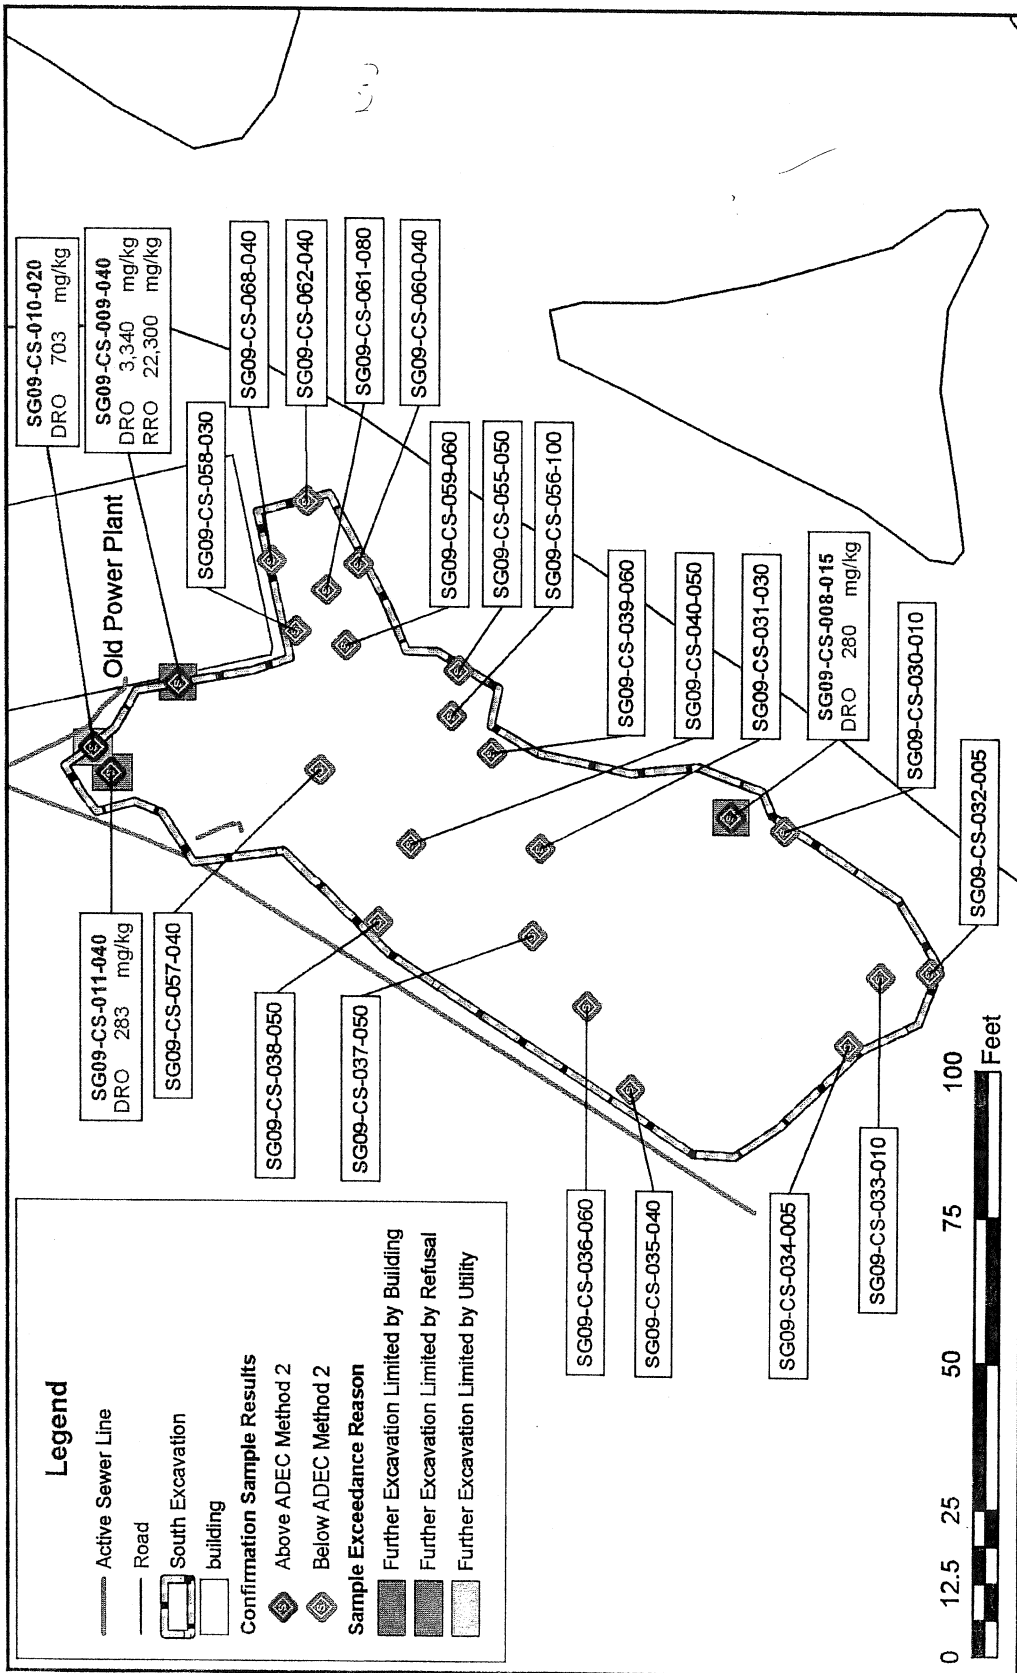 Legend
Active Sewer Line
Road
South Excavation
building
Confirmation Sample Results
Above ADEC Method 2
Below ADEC Method 2
Sample Exceedance Reason
Further Excavation Limited by Building
Further Excavation Limited by Refusal
Further Excavation Limited by Utility
SG09-CS-011-040
DRO 283 mg/kg
SG09-CS-057-040
SG09-CS-038-050
SG09-CS-037-050
SG09-CS-036-060
SG09-CS-035-040
SG09-CS-034-005
SG09-CS-033-010
Old Power Plant
SG09-CS-010-020
DRO 703 mg/kg
SG09-CS-009-040
DRO 3,340 mg/kg
RRO 22,300 mg/kg
SG09-CS-058-030
SG09-CS-068-040
SG09-CS-062-040
SG09-CS-061-080
SG09-CS-060-040
SG09-CS-059-060
SG09-CS-055-050
SG09-CS-056-100
SG09-CS-039-060
SG09-CS-040-050
SG09-CS-031-030
SG09-CS-008-015
DRO 280 mg/kg
SG09-CS-030-010
SG09-CS-032-005
0 12.5 25 50 75 100
Feet